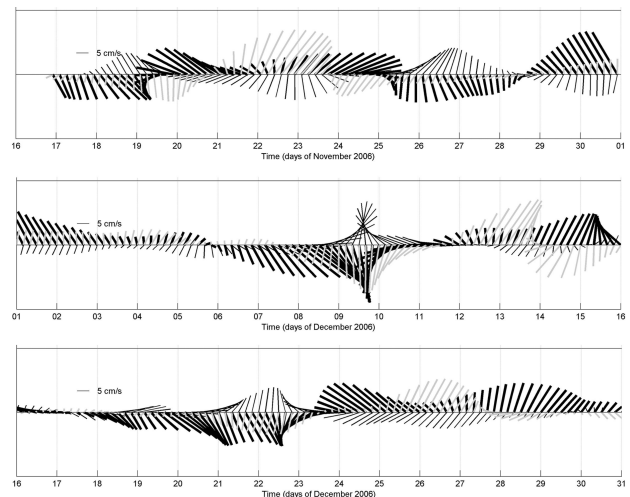 5 cm/s
16 17 18 19 20 21 22 23 24 25 26 27 28 29 30 01
Time (days of November 2006)
5 cm/s
01 02 03 04 05 06 07 08 09 10 11 12 13 14 15 16
Time (days of December 2006)
5 cm/s
16 17 18 19 20 21 22 23 24 25 26 27 28 29 30 31
Time (days of December 2006)